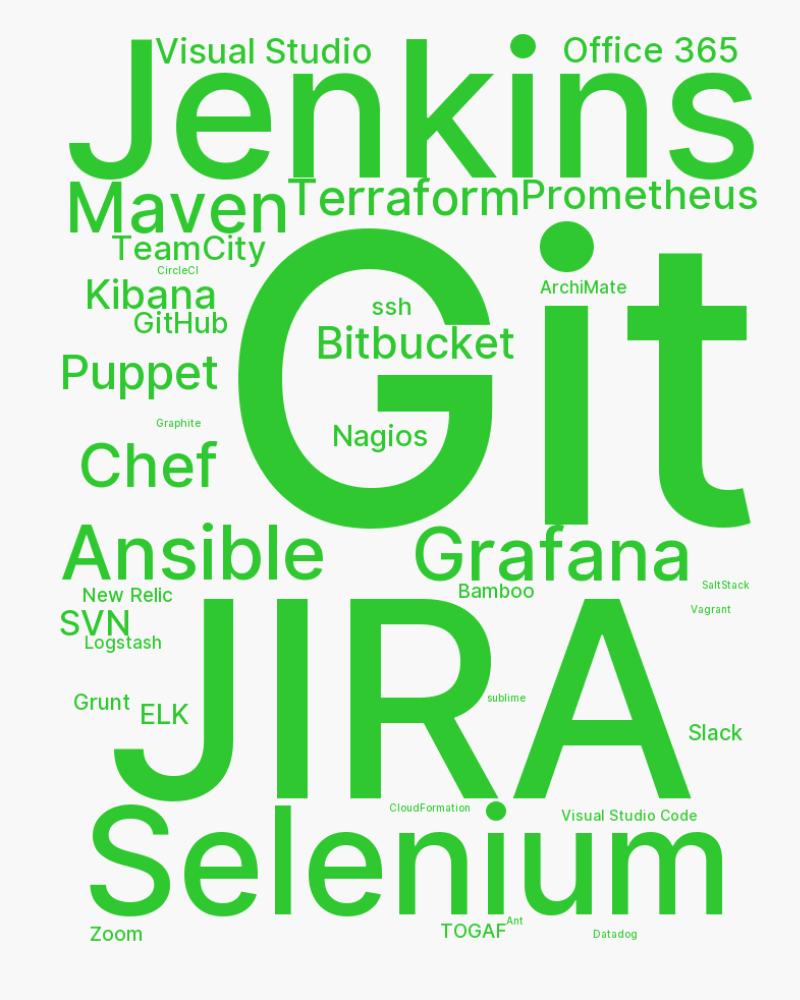 Visual Studio
Office 365
Jenkins
Maven
Terraform
Prometheus
TeamCity
CircleCI
Kibana
GitHub
Git
ArchiMate
ssh
Bitbucket
Puppet
Graphite
Nagios
Chef
Ansible
Grafana
SaltStack
New Relic
Bamboo
Vagrant
SVN
Logstash
JIRA
sublime
Grunt
ELK
Slack
CloudFormation
Visual Studio Code
Selenium
Zoom
TOGAF
Ant
Datadog